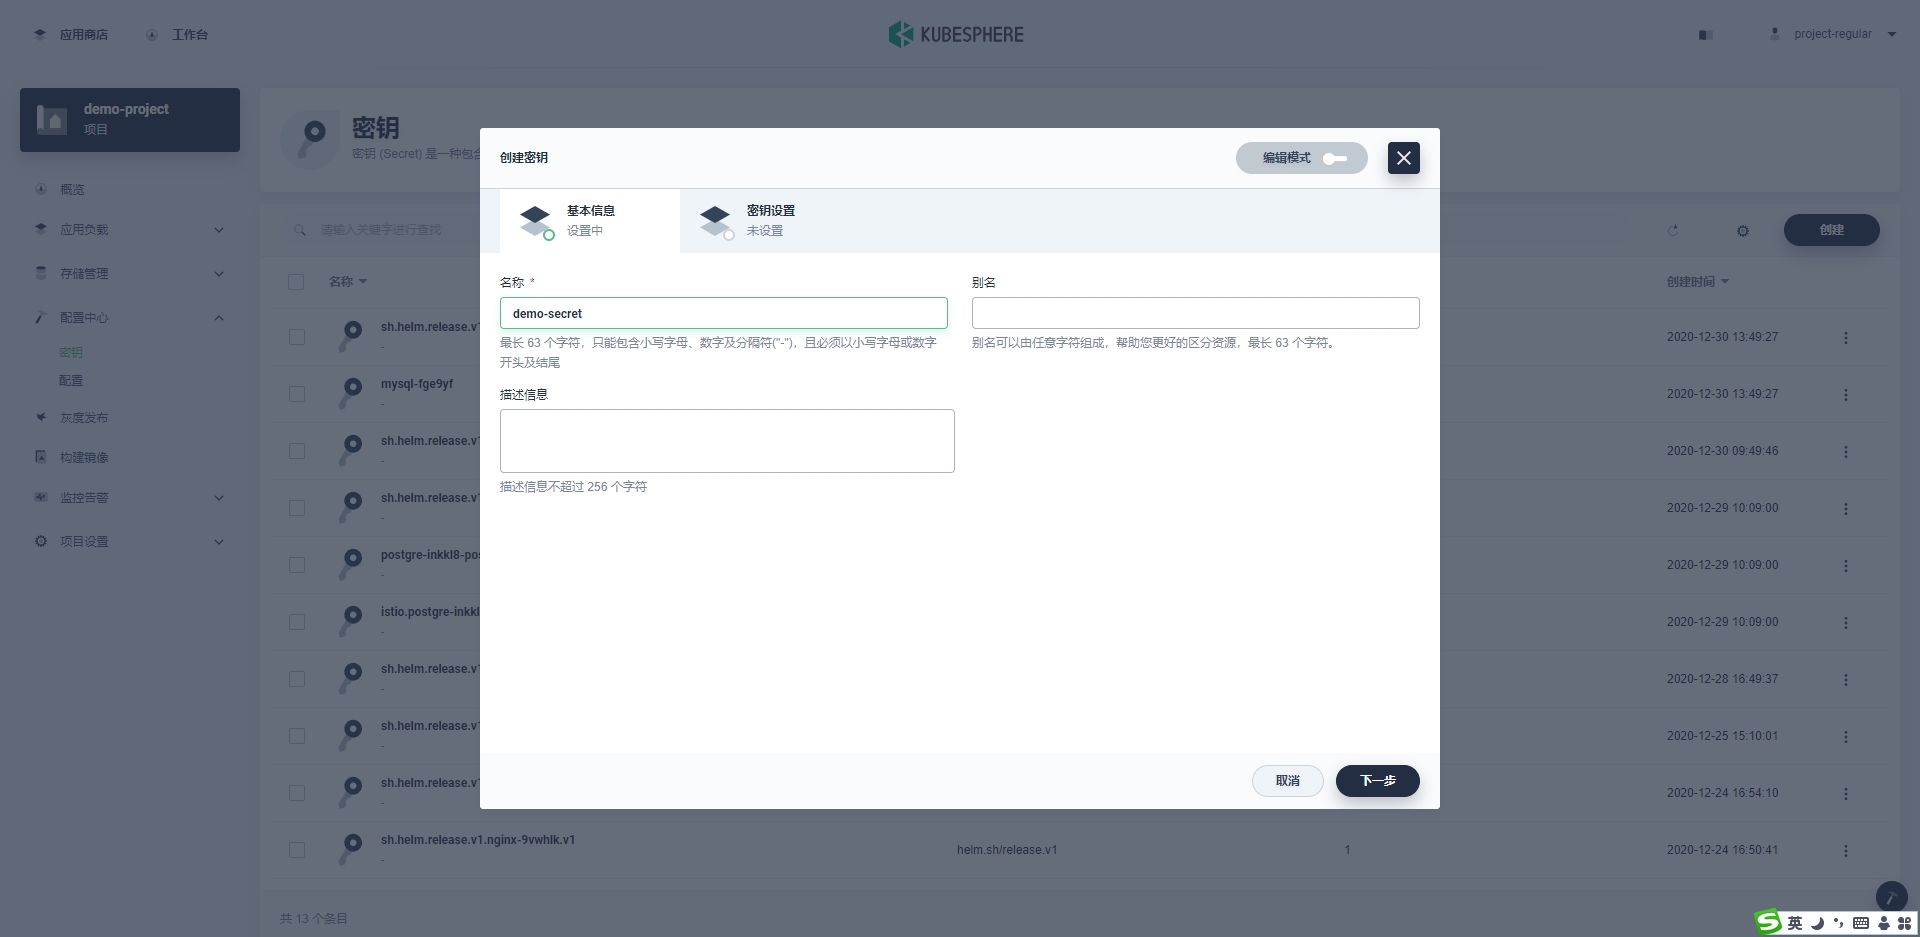 应用商店
工作台
KUBESPHERE
project-regular
demo-project
项目
概览
应用负载
存储管理
配置中心
密钥
配置
灰度发布
构建镜像
监控告警
项目设置
密钥
密钥 (Secret) 是一种包含
请输入关键字进行查找
创建
名称
创建时间
sh.helm.release.v1
-
2020-12-30 13:49:27
mysql-fge9yf
-
2020-12-30 13:49:27
sh.helm.release.v1
-
2020-12-30 09:49:46
sh.helm.release.v1
-
2020-12-29 10:09:00
postgre-inkkl8-pos
-
2020-12-29 10:09:00
istio.postgre-inkkl
-
2020-12-29 10:09:00
sh.helm.release.v1
-
2020-12-28 16:49:37
sh.helm.release.v1
-
2020-12-25 15:10:01
sh.helm.release.v1
-
2020-12-24 16:54:10
sh.helm.release.v1.nginx-9vwhlk.v1
-
helm.sh/release.v1
1
2020-12-24 16:50:41
共 13 个条目
创建密钥
编辑模式
基本信息
设置中
密钥设置
未设置
名称 *
demo-secret
最长 63 个字符，只能包含小写字母、数字及分隔符("-")，且必须以小写字母或数字
开头及结尾
别名
别名可以由任意字符组成，帮助您更好的区分资源，最长 63 个字符。
描述信息
描述信息不超过 256 个字符
取消
下一步
英